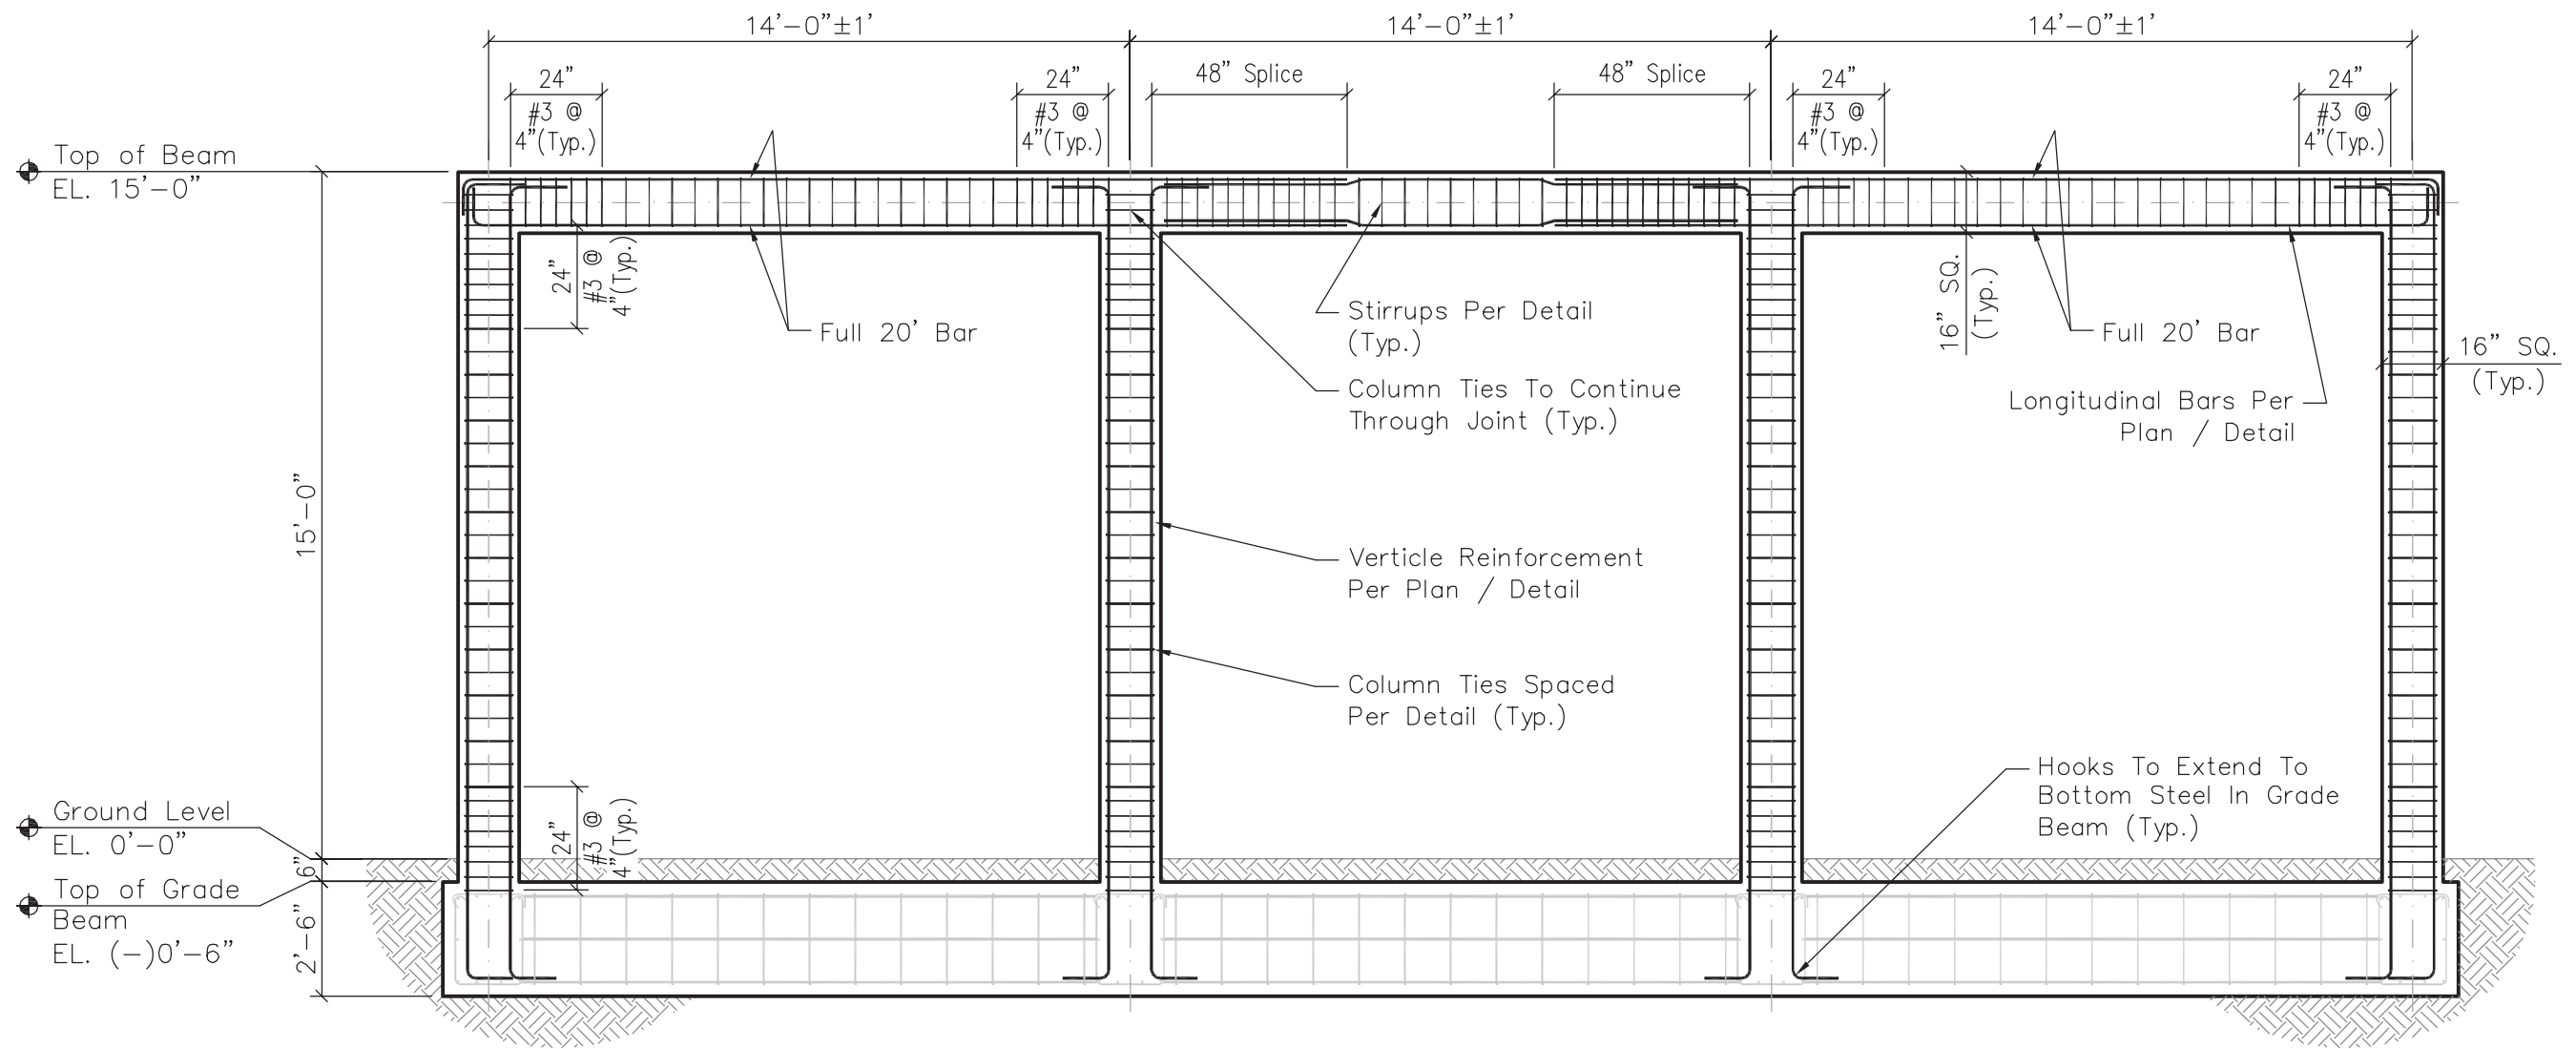 14'-0"±1'
14'-0"±1'
14'-0"±1'
24"
#3 @
4"(Typ.)
24"
#3 @
4"(Typ.)
48" Splice
48" Splice
24"
#3 @
4"(Typ.)
24"
#3 @
4"(Typ.)
Top of Beam
EL. 15'-0"
24"
#3 @
4"(Typ.)
Full 20' Bar
Stirrups Per Detail
(Typ.)
Column Ties To Continue
Through Joint (Typ.)
16" SQ.
(Typ.)
Full 20' Bar
16" SQ.
(Typ.)
Longitudinal Bars Per
Plan / Detail
15'-0"
Verticle Reinforcement
Per Plan / Detail
Column Ties Spaced
Per Detail (Typ.)
Hooks To Extend To
Bottom Steel In Grade
Beam (Typ.)
24"
#3 @
4"(Typ.)
Ground Level
EL. 0'-0"
6"
Top of Grade
Beam
EL. (-)0'-6"
2'-6"